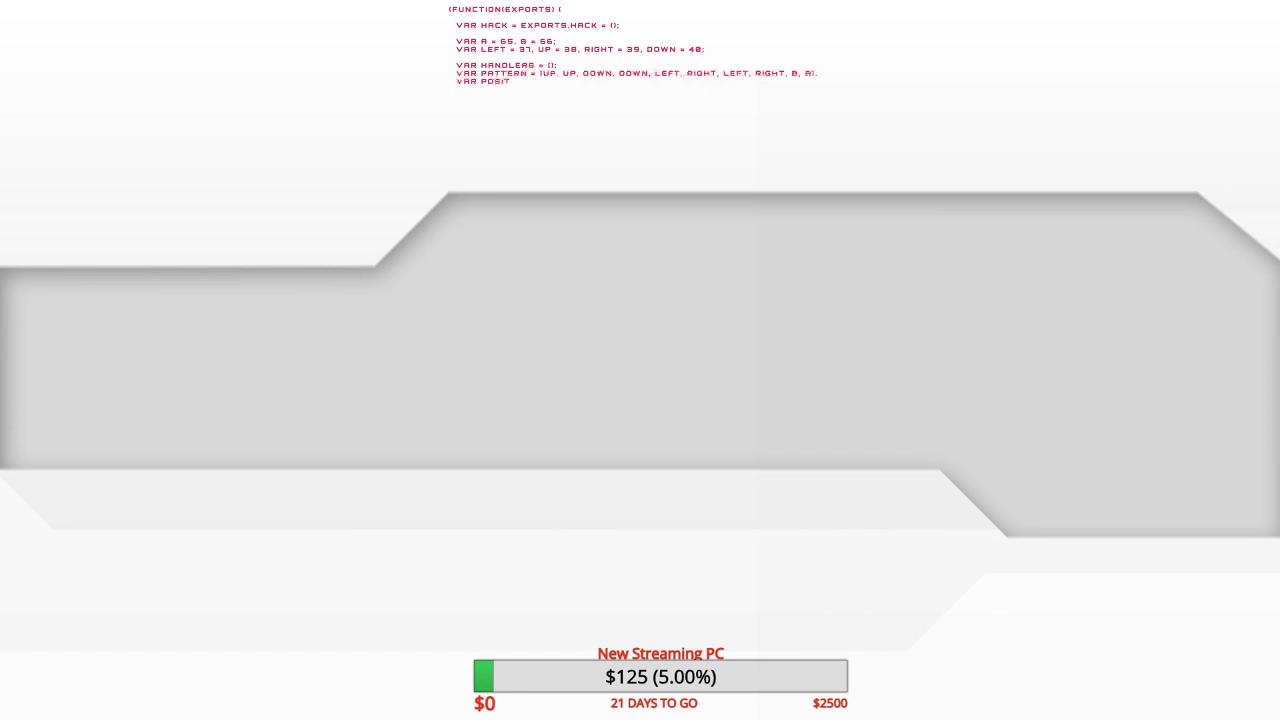 (FUNCTION(EXPORTS) {
VAR HACK = EXPORTS.HACK = {};
VAR A = 65, B = 66;
VAR LEFT = 37, UP = 38, RIGHT = 39, DOWN = 40;
VAR HANDLERS = [];
VAR PATTERN = [UP, UP, DOWN, DOWN, LEFT, RIGHT, LEFT, RIGHT, B, A],
VAR POSIT
New Streaming PC
$125 (5.00%)
$0 21 DAYS TO GO $2500